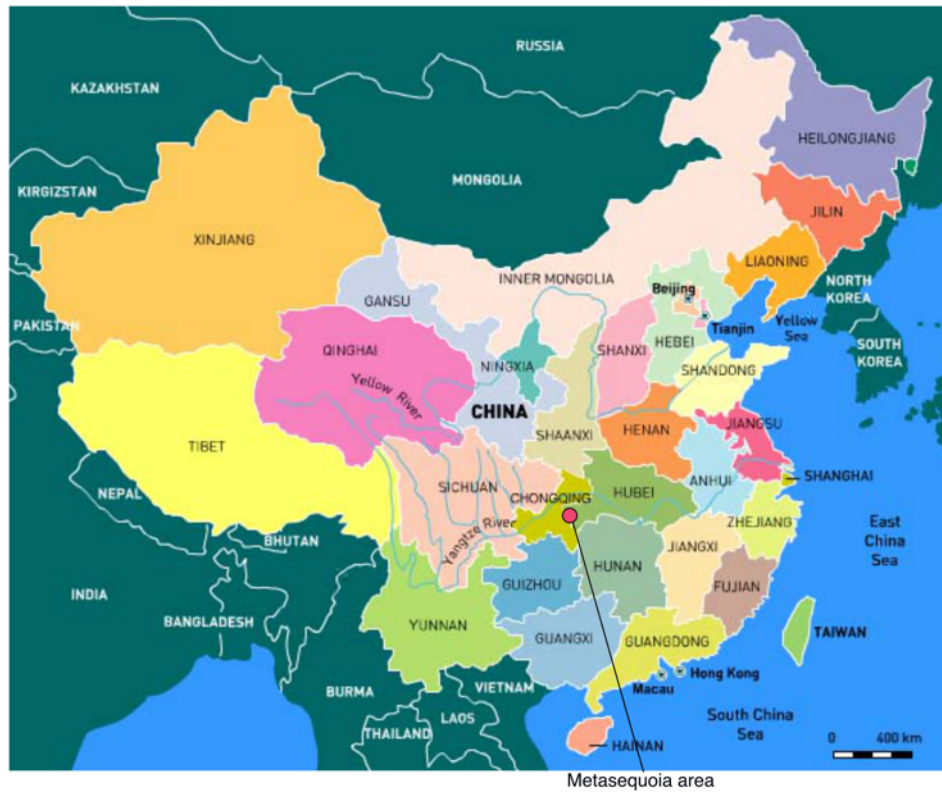 RUSSIA
KAZAKHSTAN
HEILONGJIANG
MONGOLIA
KIRGIZSTAN
JILIN
XINJIANG
LIAONING
INNER MONGOLIA
NORTH
KOREA
Beijing
GANSU
Tianjin
Yellow
Sea
PAKISTAN
HEBEI
SHANXI
QINGHAI
NINGXIA
SOUTH
KOREA
SHANDONG
Yellow River
CHINA
JIANGSU
HENAN
SHAANXI
TIBET
SHANGHAI
ANHUI
SICHUAN
HUBEI
CHONGQING
NEPAL
ZHEJIANG
East
China
Sea
Yangtze River
BHUTAN
JIANGXI
HUNAN
GUIZHOU
FUJIAN
INDIA
BANGLADESH
YUNNAN
GUANGXI
GUANGDONG
TAIWAN
Hong Kong
Macau
BURMA
VIETNAM
LAOS
South China
Sea
THAILAND
0 400 km
HAINAN
Metasequoia area